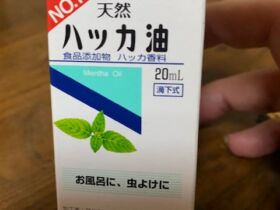 NO.1
天然
ハッカ油
食品添加物 ハッカ香料
Mentha Oil
20mL
滴下式
お風呂に、虫よけに